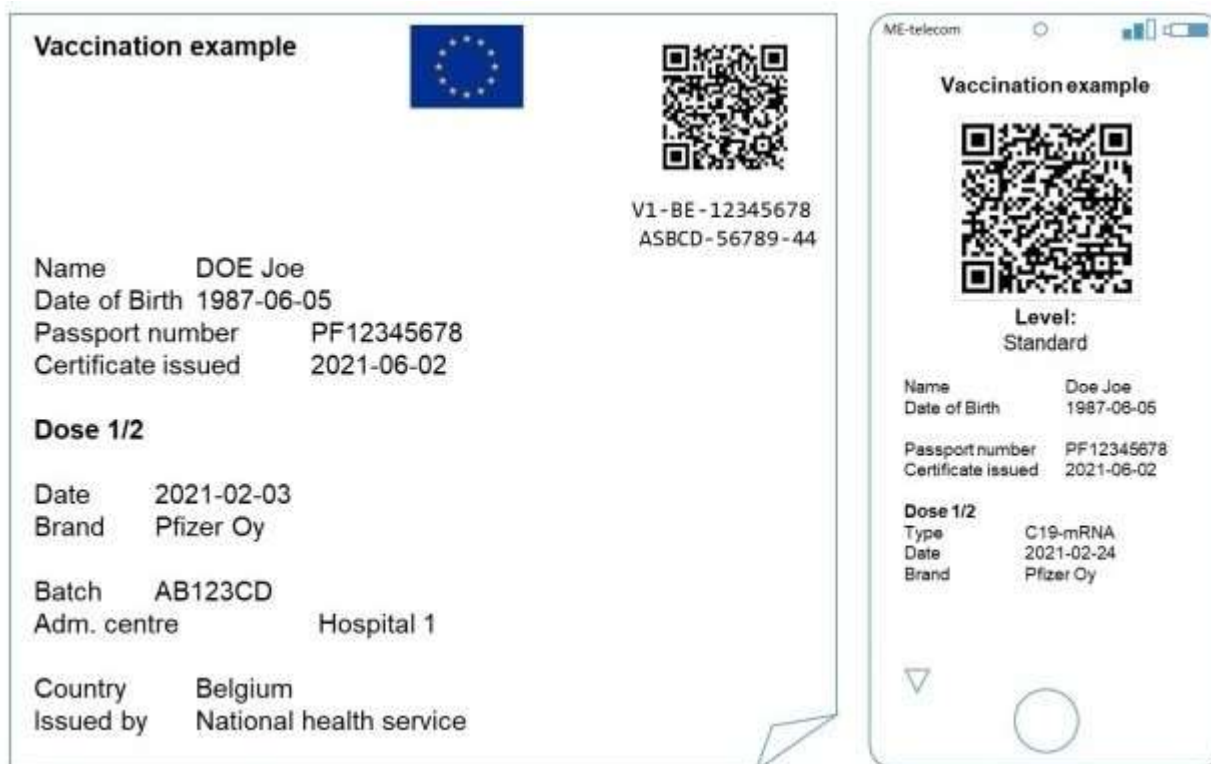 Vaccination example
V1-BE-12345678
ASBCD-56789-44
Name DOE Joe
Date of Birth 1987-06-05
Passport number PF12345678
Certificate issued 2021-06-02
Dose 1/2
Date 2021-02-03
Brand Pfizer Oy
Batch AB123CD
Adm. centre Hospital 1
Country Belgium
Issued by National health service
ME-telecom
Vaccination example
Level:
Standard
Name Doe Joe
Date of Birth 1987-06-05
Passport number PF12345678
Certificate issued 2021-06-02
Dose 1/2
Type C19-mRNA
Date 2021-02-24
Brand Pfizer Oy